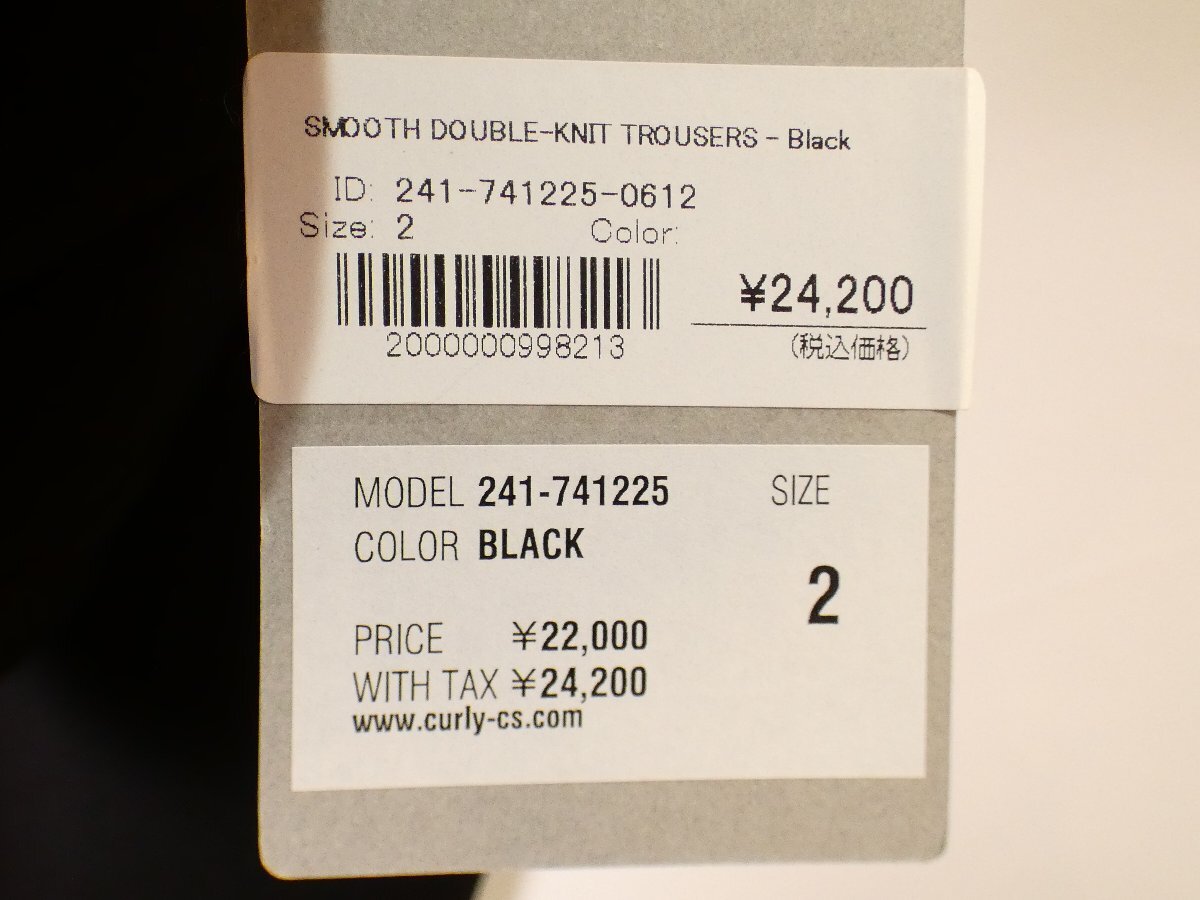 SMOOTH DOUBLE-KNIT TROUSERS - Black
ID: 241-741225-0612
Size: 2 Color:
¥24,200
2000000998213
(税込価格)
MODEL 241-741225 SIZE
COLOR BLACK
2
PRICE ¥22,000
WITH TAX ¥24,200
www.curly-cs.com